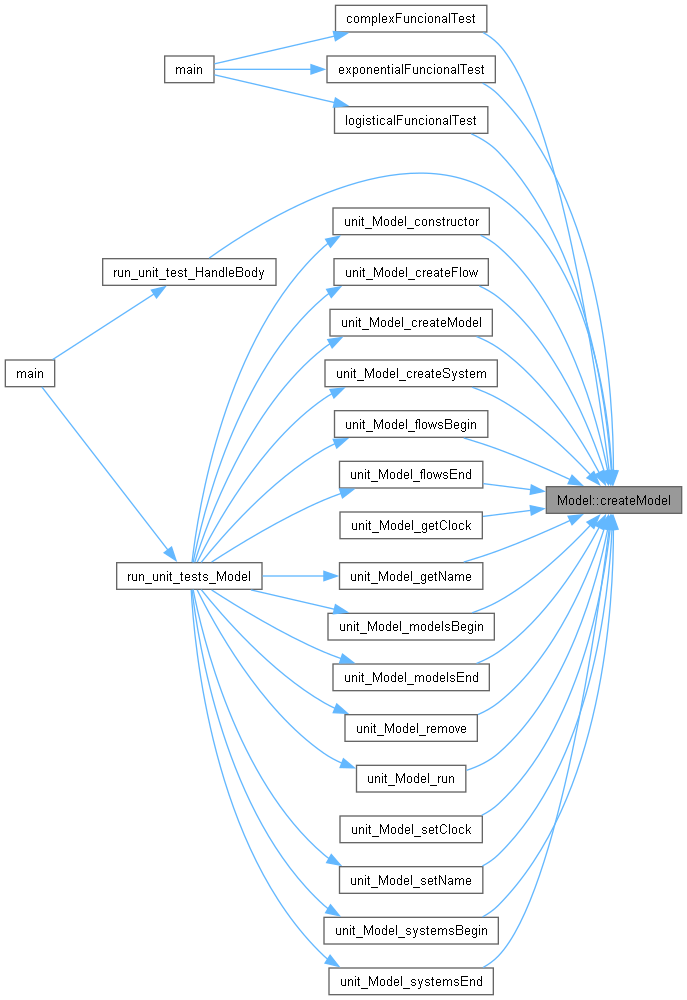 complexFuncionalTest
main
exponentialFuncionalTest
logisticalFuncionalTest
unit_Model_constructor
run_unit_test_HandleBody
unit_Model_createFlow
unit_Model_createModel
main
unit_Model_createSystem
unit_Model_flowsBegin
unit_Model_flowsEnd
Model::createModel
unit_Model_getClock
run_unit_tests_Model
unit_Model_getName
unit_Model_modelsBegin
unit_Model_modelsEnd
unit_Model_remove
unit_Model_run
unit_Model_setClock
unit_Model_setName
unit_Model_systemsBegin
unit_Model_systemsEnd